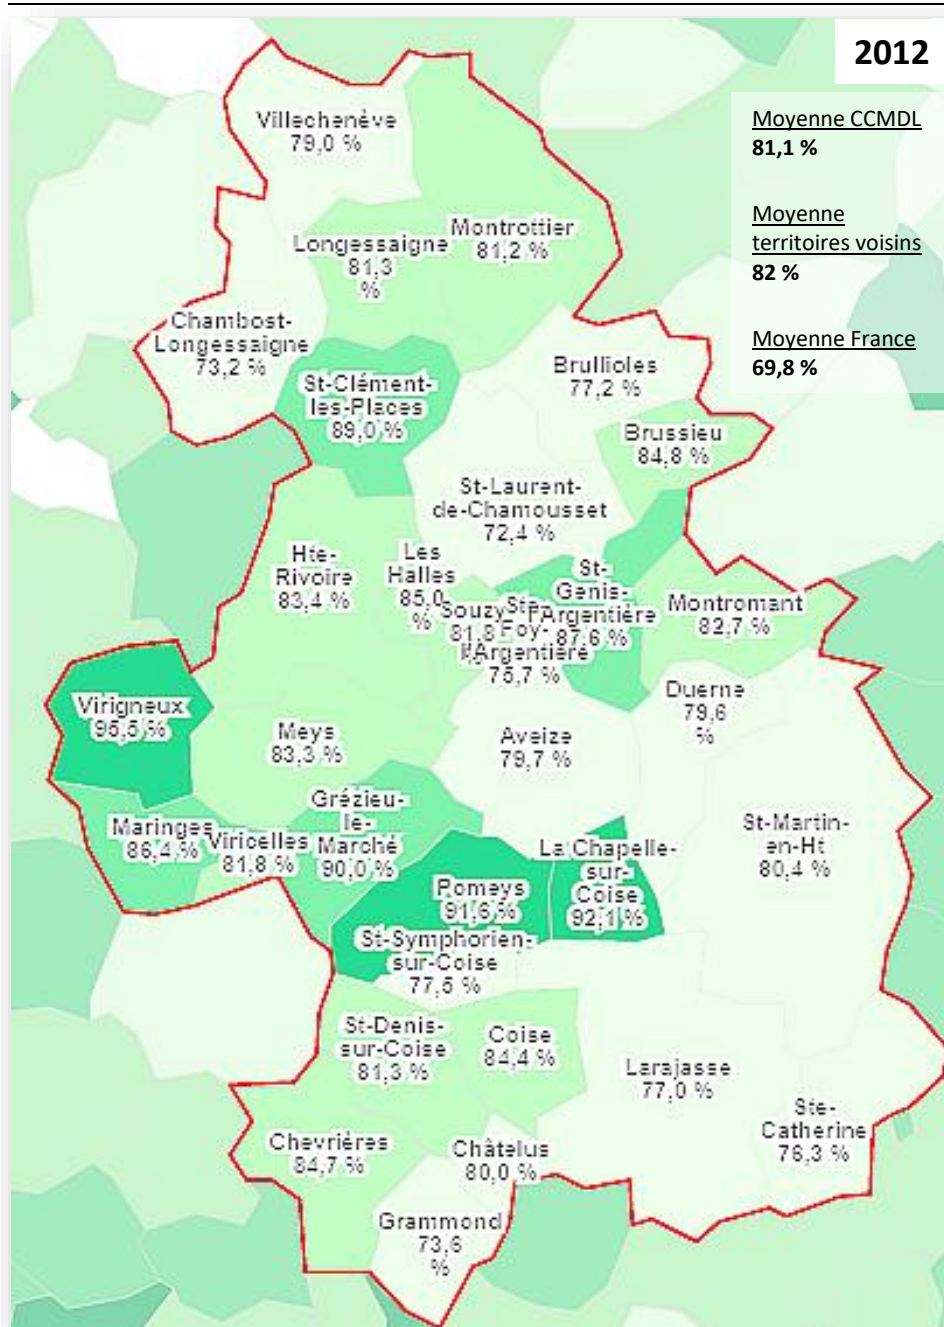 2012
Moyenne CCMDL
81,1 %
Moyenne
territoires voisins
82 %
Moyenne France
69,8 %
Villechenève
79,0 %
Montrottier
81,2 %
Longessaigne
81,3
%
Chambost-
Longessaigne
73,2 %
Brullioles
77,2 %
St-Clément-
les-Places
89,0 %
Brussieu
84,8 %
St-Laurent-
de-Chamousset
72,4 %
Hte-
Rivoire
83,4 %
Les
Halles
85,0
%
St-
Genis-
l'Argentière
87,6 %
Souzy
81,8
%
Ste-
Foy-
l'Argentière
75,7 %
Montromant
82,7 %
Duerne
79,6
%
Virigneux
95,5 %
Meys
83,3 %
Aveize
79,7 %
Grézieu-
le-
Marché
90,0 %
Maringes
86,4 %
Viricelles
81,8 %
St-Martin-
en-Ht
80,4 %
La Chapelle-
sur-
Coise
92,1 %
Pomeys
91,6 %
St-Symphorien-
sur-Coise
77,5 %
St-Denis-
sur-Coise
81,3 %
Coise
84,4 %
Larajasse
77,0 %
Ste-
Catherine
76,3 %
Chevrières
84,7 %
Châtelus
80,0 %
Grammond
73,6
%